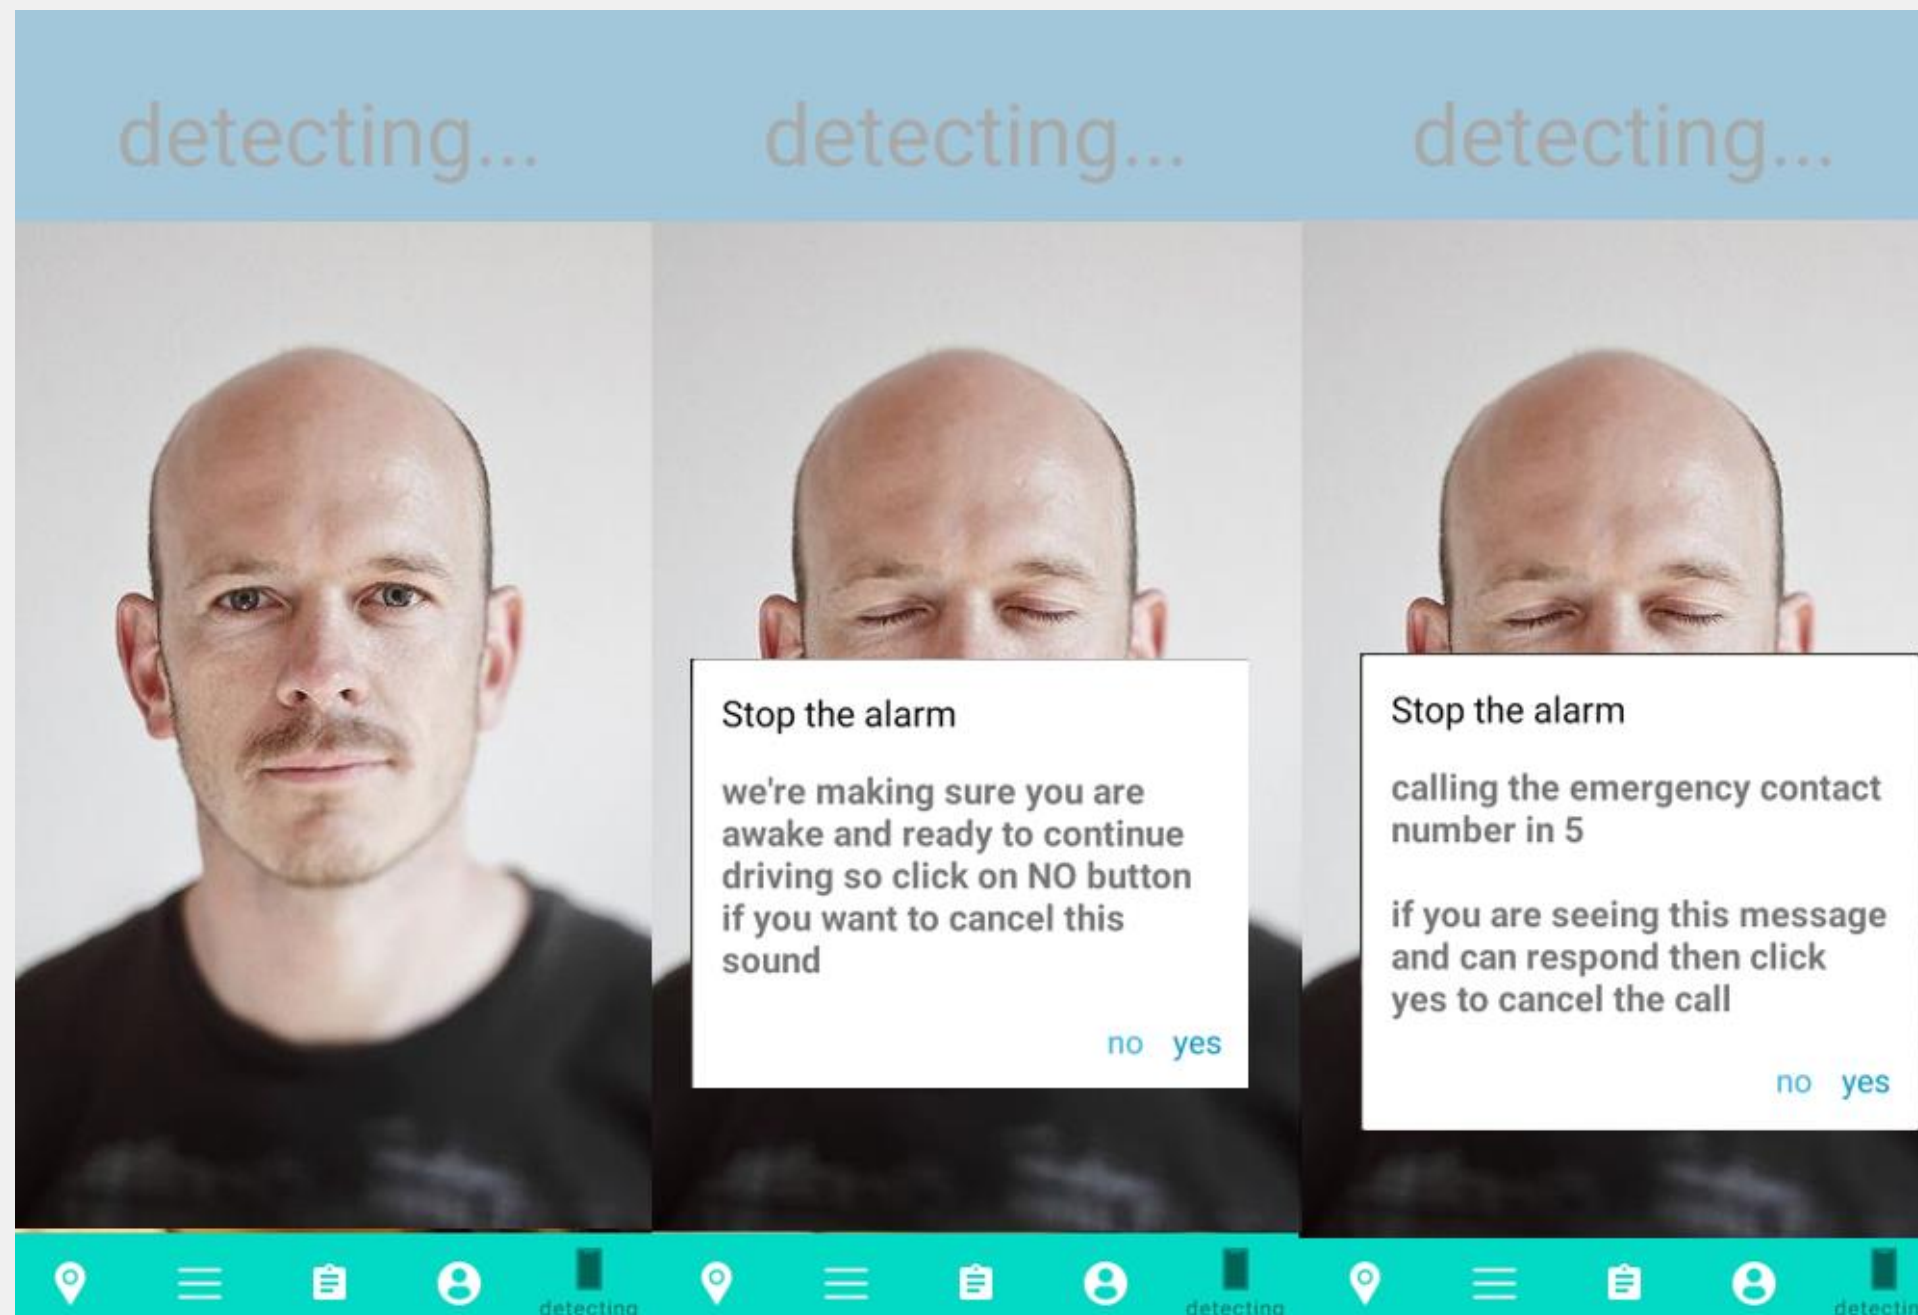 detecting...
detecting...
detecting...
Stop the alarm
we're making sure you are
awake and ready to continue
driving so click on NO button
if you want to cancel this
sound
no yes
Stop the alarm
calling the emergency contact
number in 5
if you are seeing this message
and can respond then click
yes to cancel the call
no yes
detecting
detecting
detectin